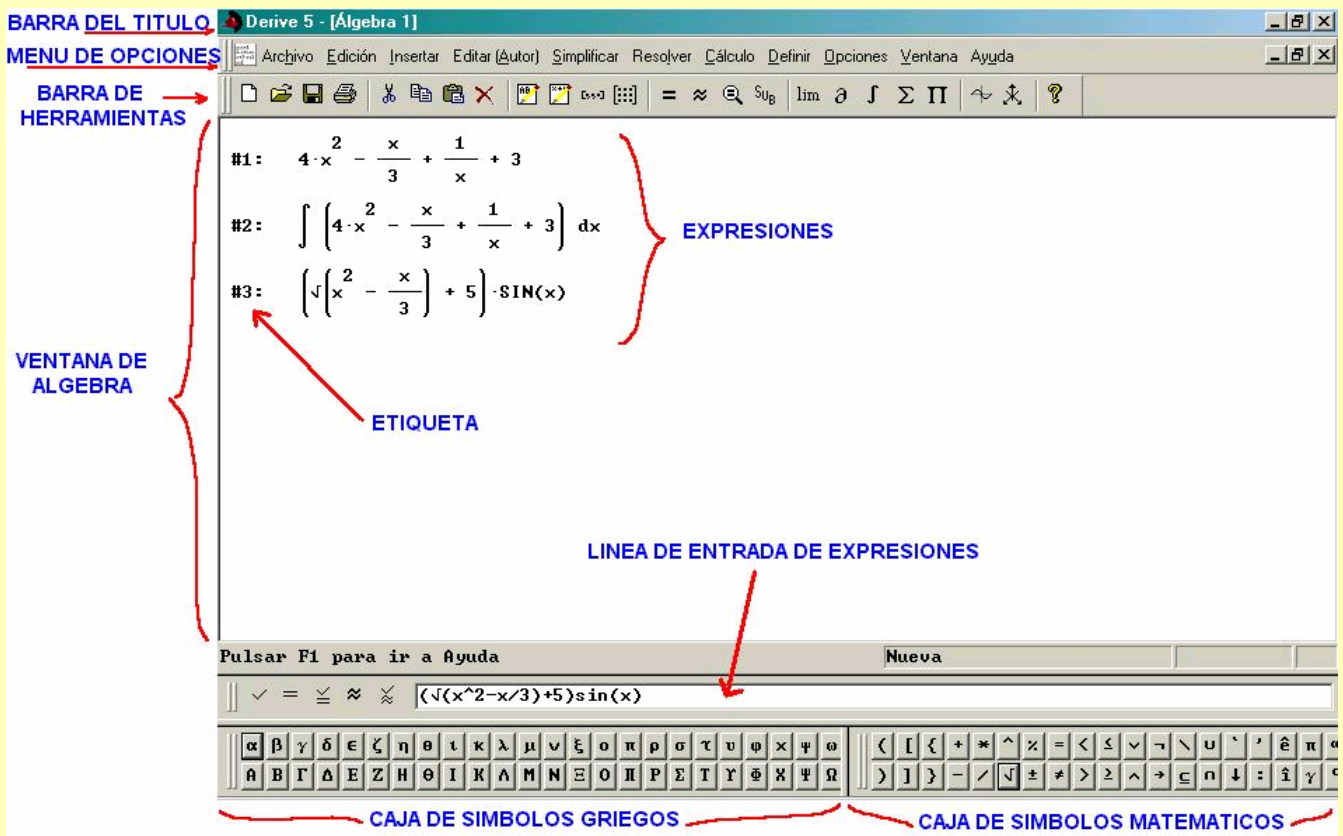 BARRA DEL TITULO
Derive 5 - [Álgebra 1]
MENU DE OPCIONES
Archivo Edición Insertar Editar (Autor) Simplificar Resolver Cálculo Definir Opciones Ventana Ayuda
BARRA DE
HERRAMIENTAS
= ≈ SUB lim ∂ ∫ Σ Π ?
#1: 4·x^2 - x/3 + 1/x + 3
#2: ∫ (4·x^2 - x/3 + 1/x + 3) dx
EXPRESIONES
#3: (√(x^2 - x/3) + 5)·SIN(x)
VENTANA DE
ALGEBRA
ETIQUETA
LINEA DE ENTRADA DE EXPRESIONES
Pulsar F1 para ir a Ayuda Nueva
(√(x^2-x/3)+5)sin(x)
α β γ δ ε ζ η θ ι κ λ μ ν ξ ο π ρ σ τ υ φ χ ψ ω ( [ { + * ^ % = < ≤ ∨ ¬ \ ∪ ` ' ê π
Α Β Γ Δ Ε Ζ Η Θ Ι Κ Λ Μ Ν Ξ Ο Π Ρ Σ Τ Υ Φ Χ Ψ Ω ) ] } - / √ ± ≠ > ≥ ∧ → ⊆ ∩ ↓ : î γ
CAJA DE SIMBOLOS GRIEGOS
CAJA DE SIMBOLOS MATEMATICOS